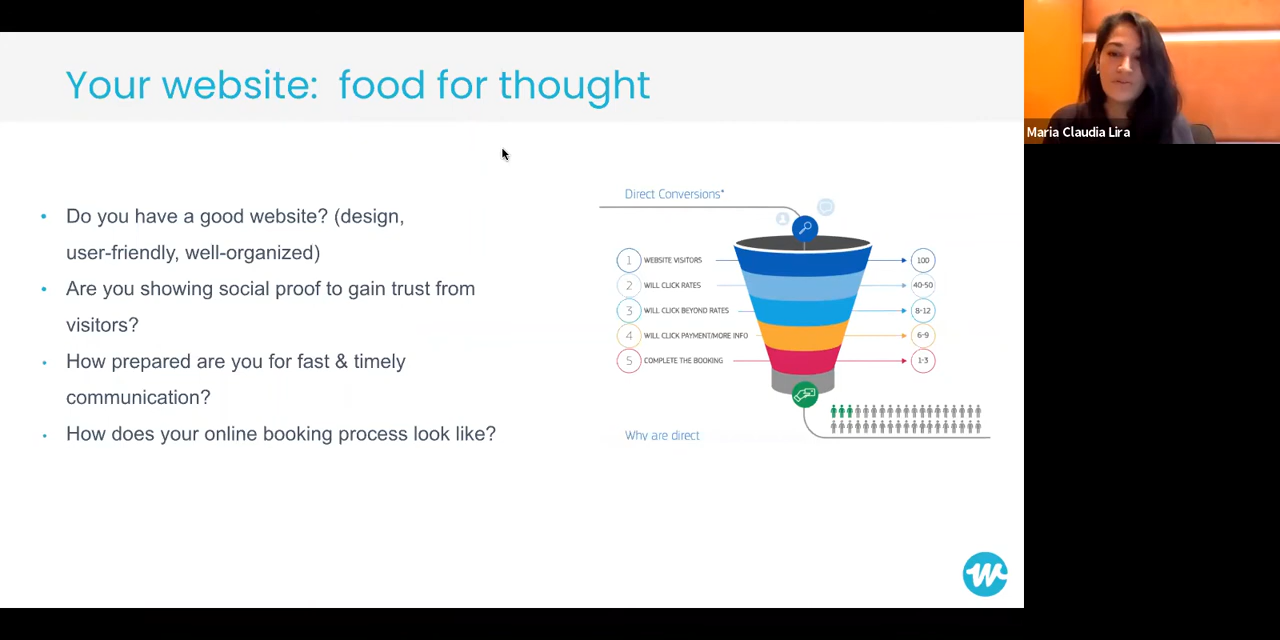 Your website:  food for thought
Maria Claudia Lira
• Do you have a good website? (design,
user-friendly, well-organized)
• Are you showing social proof to gain trust from
visitors?
• How prepared are you for fast & timely
communication?
• How does your online booking process look like?
Direct Conversions*
1 WEBSITE VISITORS 100
2 WILL CLICK RATES 40-50
3 WILL CLICK BEYOND RATES 8-12
4 WILL CLICK PAYMENT/MORE INFO 6-9
5 COMPLETE THE BOOKING 1-3
Why are direct
w